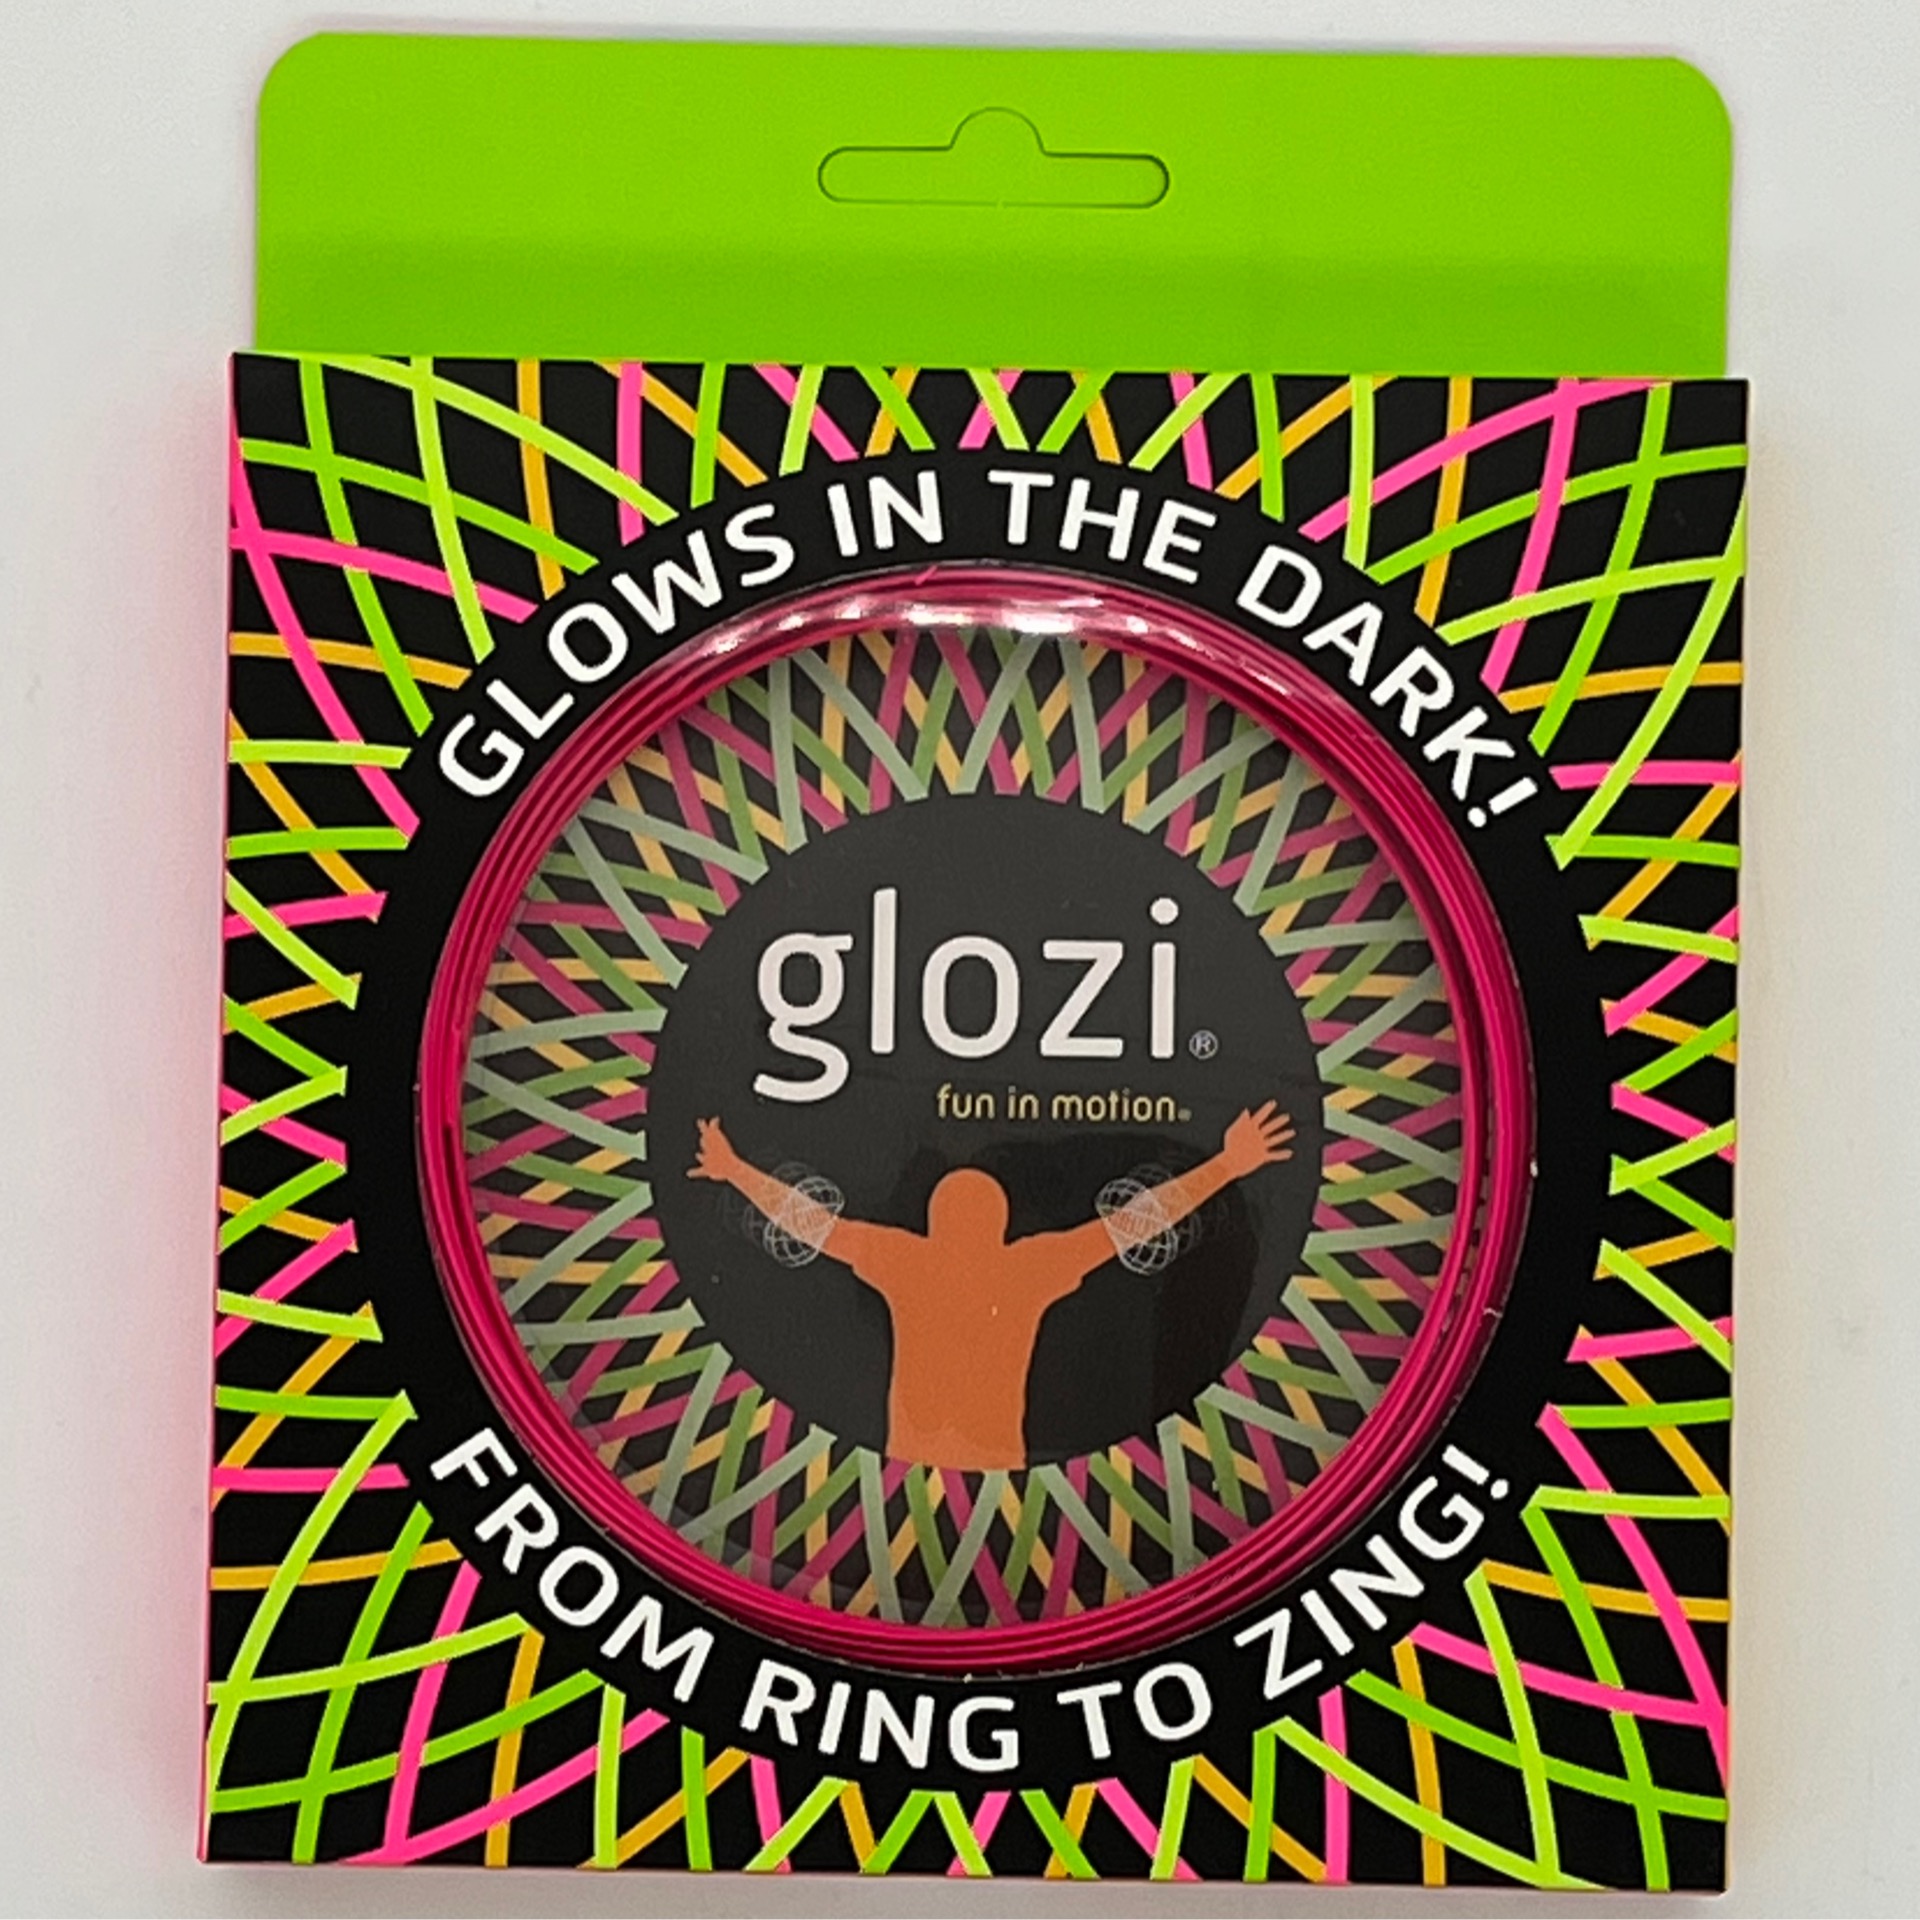 GLOWS IN THE DARK!
glozi®
fun in motion®
FROM RING TO ZING!